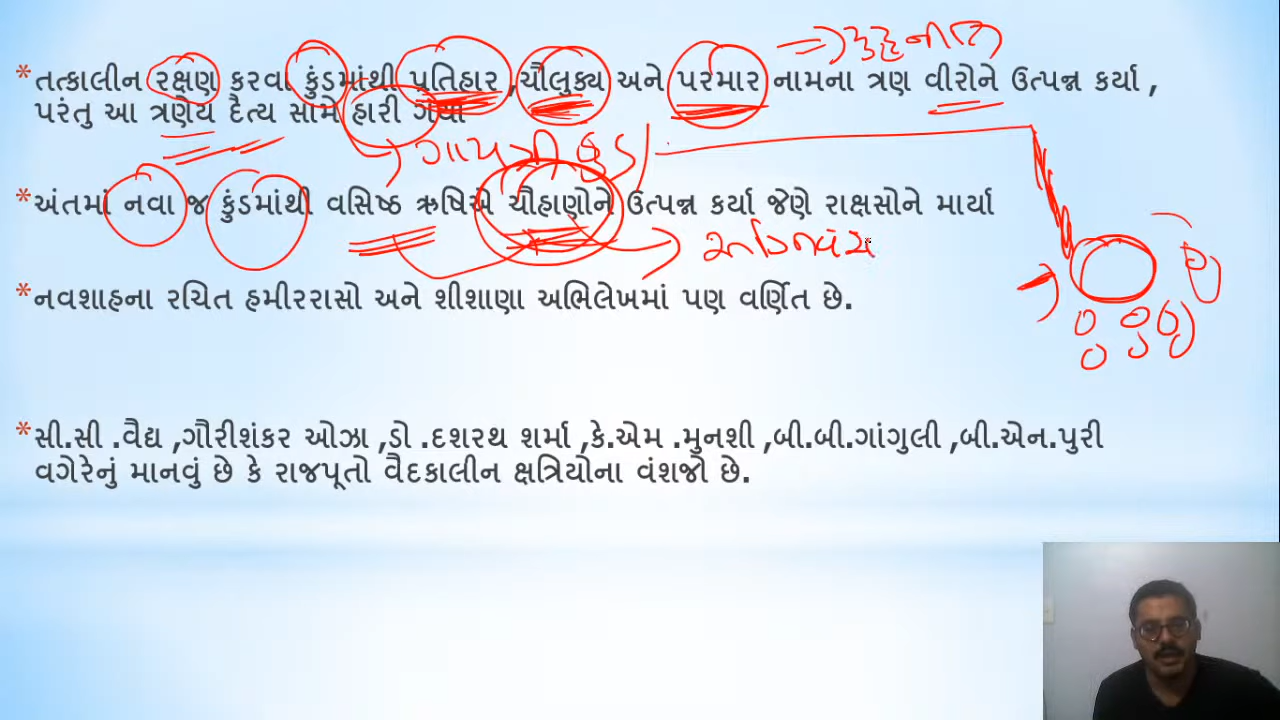 * તત્કાલીન રક્ષણ કરવા કુંડમાંથી પ્રતિહાર ,ચૌલુક્ય અને પરમાર નામના ત્રણ વીરોને ઉત્પન્ન કર્યા ,
પરંતુ આ ત્રણેય દૈત્ય સામે હારી ગયા
* અંતમાં નવા જ કુંડમાંથી વસિષ્ઠ ઋષિએ ચૌહાણોને ઉત્પન્ન કર્યા જેણે રાક્ષસોને માર્યા
* નવશાહના રચિત હમીરરાસો અને શીશાણા અભિલેખમાં પણ વર્ણિત છે.
* સી.સી .વૈદ્ય ,ગૌરીશંકર ઓઝા ,ડો .દશરથ શર્મા ,કે.એમ .મુનશી ,બી.બી.ગાંગુલી ,બી.એન.પુરી
વગેરેનું માનવું છે કે રાજપૂતો વૈદકાલીન ક્ષત્રિયોના વંશજો છે.